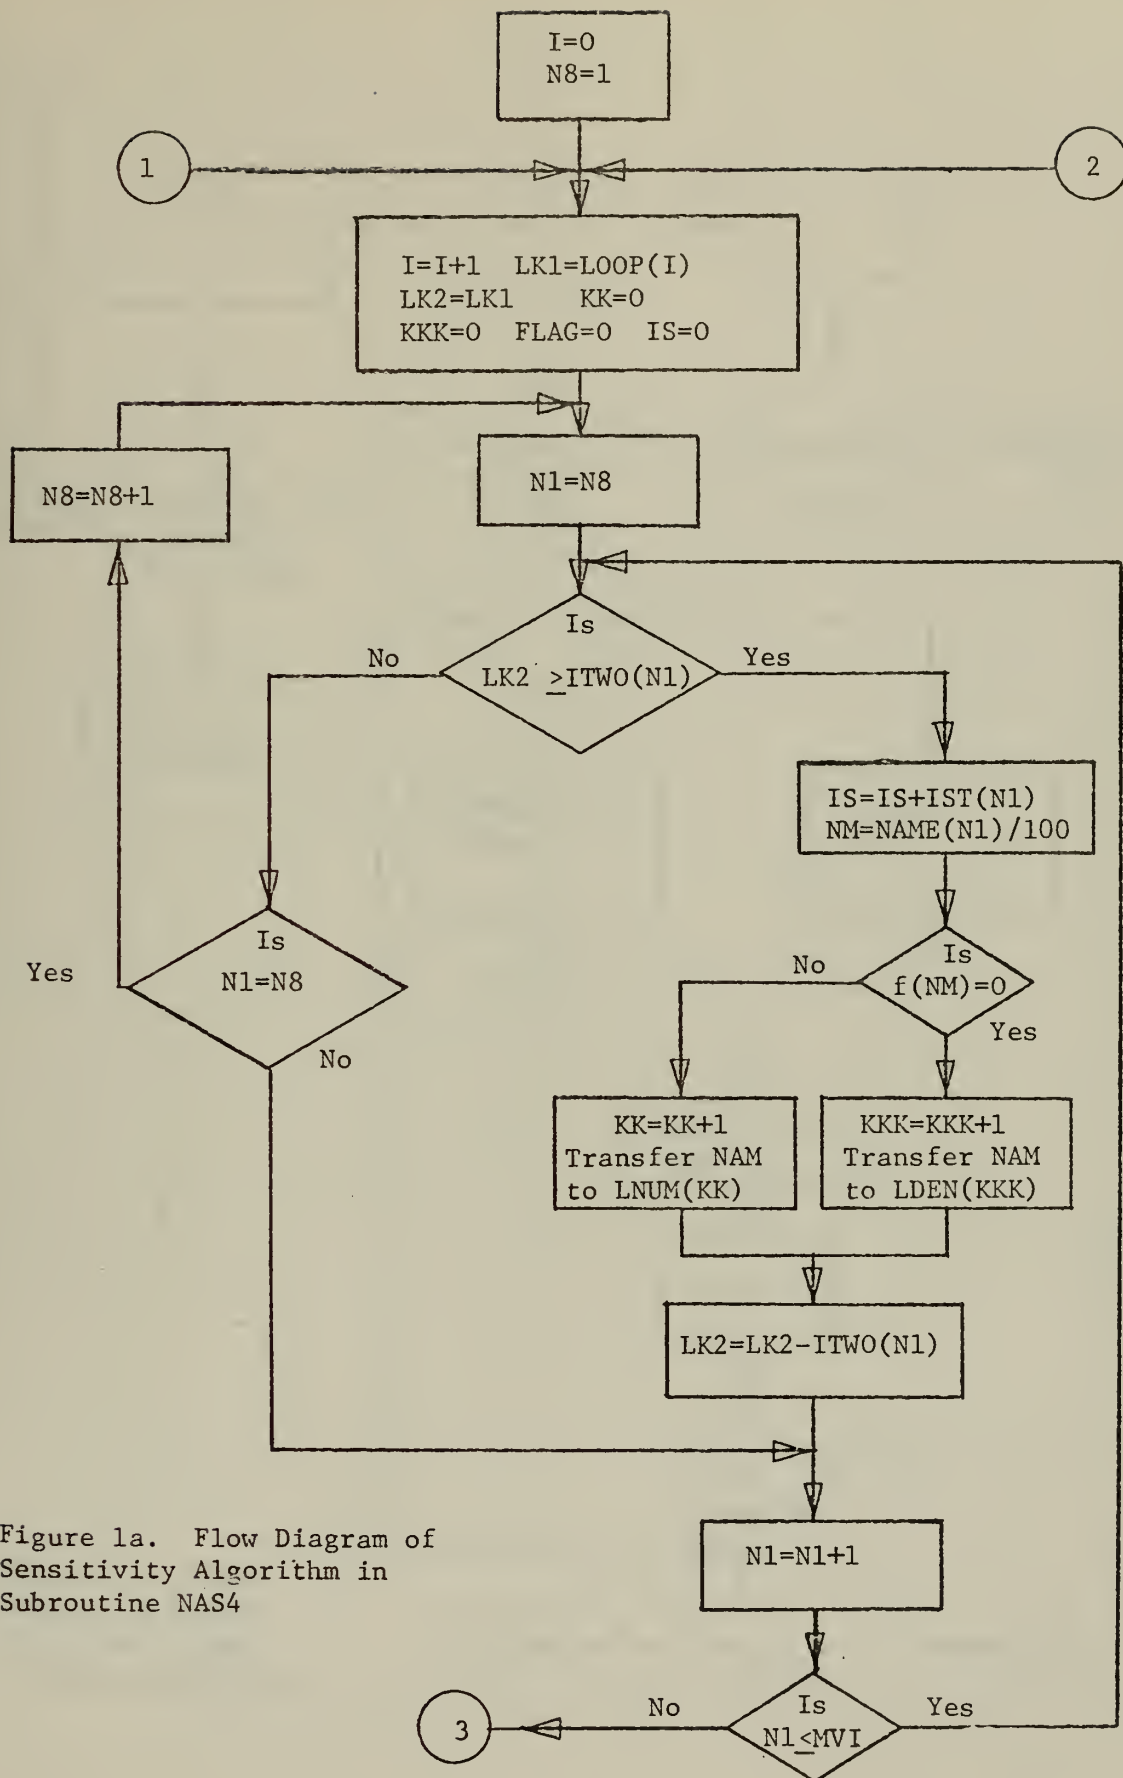 I=0
N8=1
1
2
I=I+1 LK1=LOOP(I)
LK2=LK1 KK=0
KKK=0 FLAG=0 IS=0
N8=N8+1
N1=N8
Is
LK2 ≥ITWO(N1)
No
Yes
IS=IS+IST(N1)
NM=NAME(N1)/100
Is
N1=N8
Yes
No
Is
f(NM)=0
No
Yes
KK=KK+1
Transfer NAM
to LNUM(KK)
KKK=KKK+1
Transfer NAM
to LDEN(KKK)
LK2=LK2-ITWO(N1)
N1=N1+1
Figure 1a. Flow Diagram of
Sensitivity Algorithm in
Subroutine NAS4
3
No
Is
N1≤MVI
Yes